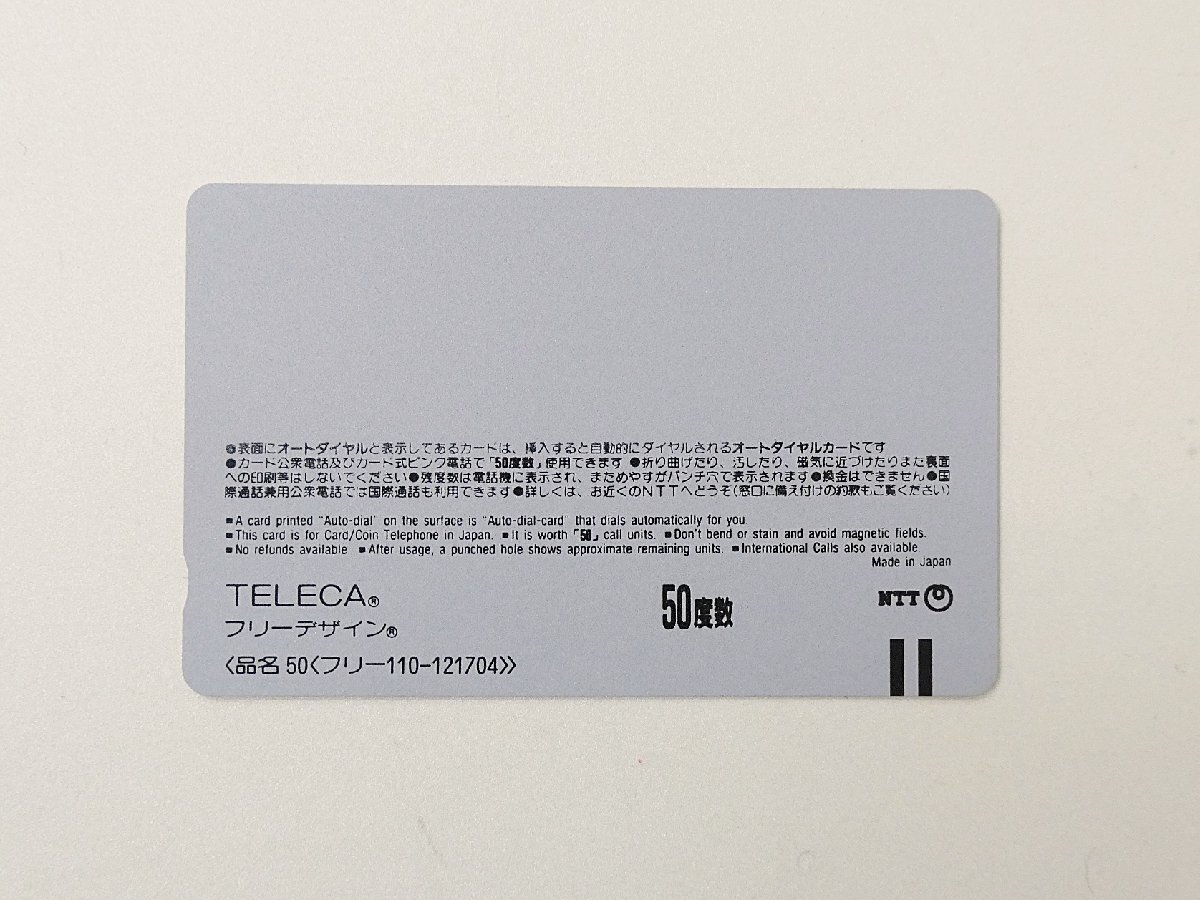 ●表面にオートダイヤルと表示してあるカードは、挿入すると自動的にダイヤルされるオートダイヤルカードです
●カード公衆電話及びカード式ピンク電話で「50度数」使用できます ●折り曲げたり、汚したり、磁気に近づけたりまた裏面
への印刷等はしないでください●残度数は電話機に表示され、まためやすがパンチ穴で表示されます●換金はできません●国
際通話兼用公衆電話では国際通話も利用できます●詳しくは、お近くのNTTへどうぞ(窓口に備え付けの約款もご覧ください)
■A card printed "Auto-dial" on the surface is "Auto-dial-card" that dials automatically for you.
■This card is for Card/Coin Telephone in Japan. ■It is worth「50」call units. ■Don't bend or stain and avoid magnetic fields.
■No refunds available. ■After usage, a punched hole shows approximate remaining units. ■International Calls also available.
Made in Japan
TELECA®
フリーデザイン®
50度数
NTT
〈品名 50〈フリー110-121704〉〉